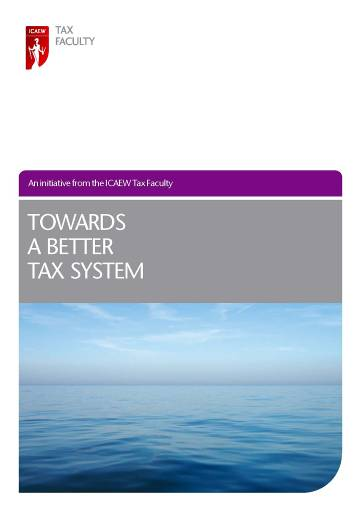 ICAEW
TAX
FACULTY
An initiative from the ICAEW Tax Faculty
TOWARDS
A BETTER
TAX SYSTEM